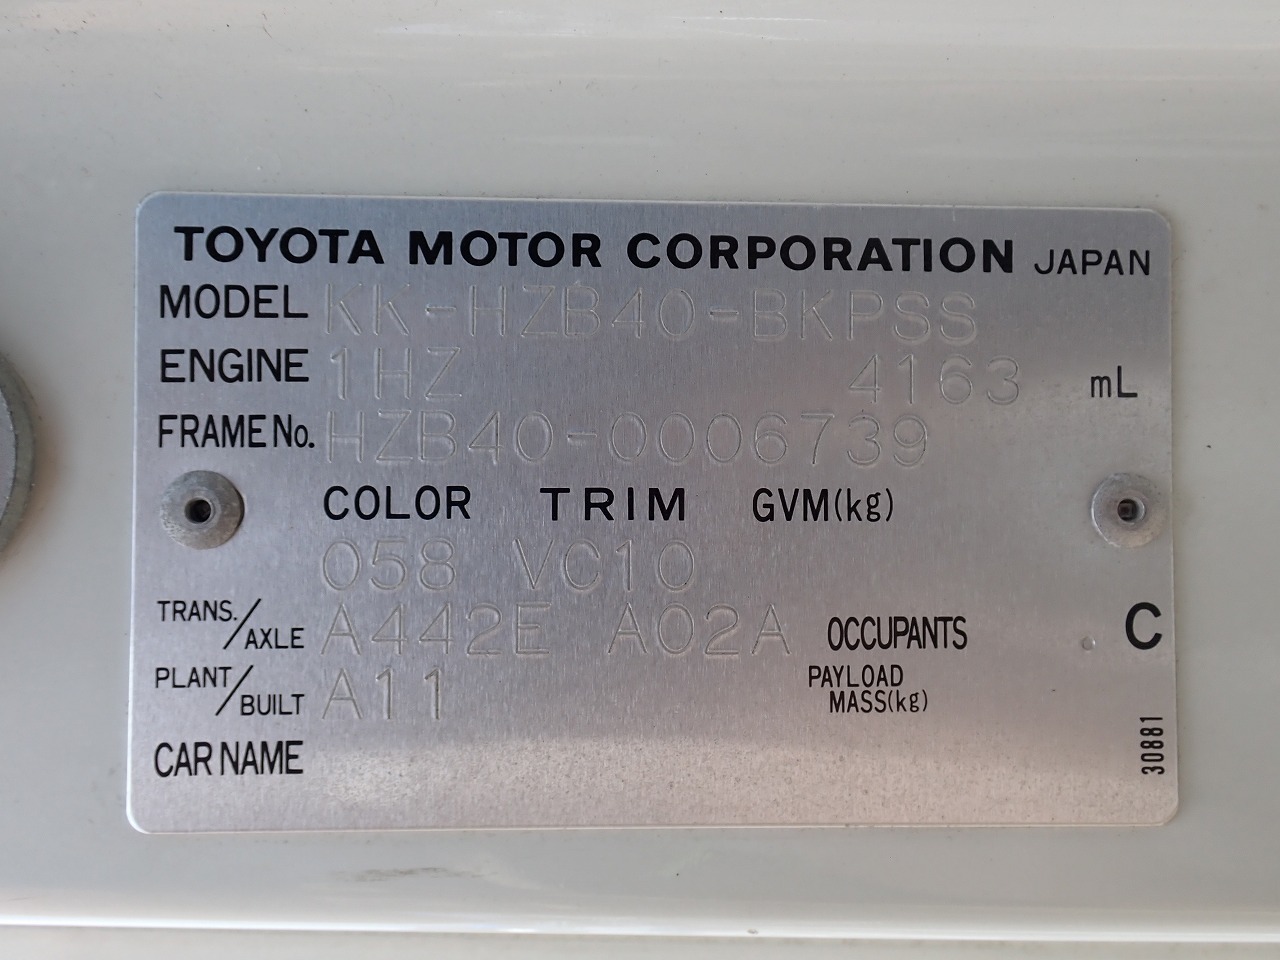 TOYOTA MOTOR CORPORATION JAPAN
MODEL KK-HZB40-BKPSS
ENGINE 1HZ 4163 mL
FRAME No. HZB40-0006739
COLOR TRIM GVM(kg)
058 VC10
TRANS./AXLE A442E A02A OCCUPANTS C
PLANT/BUILT A11 PAYLOAD MASS(kg)
CAR NAME
30881